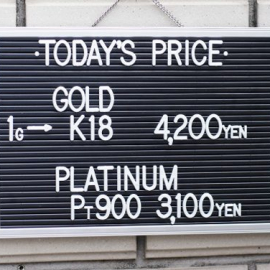 ·TODAY'S PRICE·
GOLD
1G→ K18 4,200YEN
PLATINUM
PT900 3,100YEN